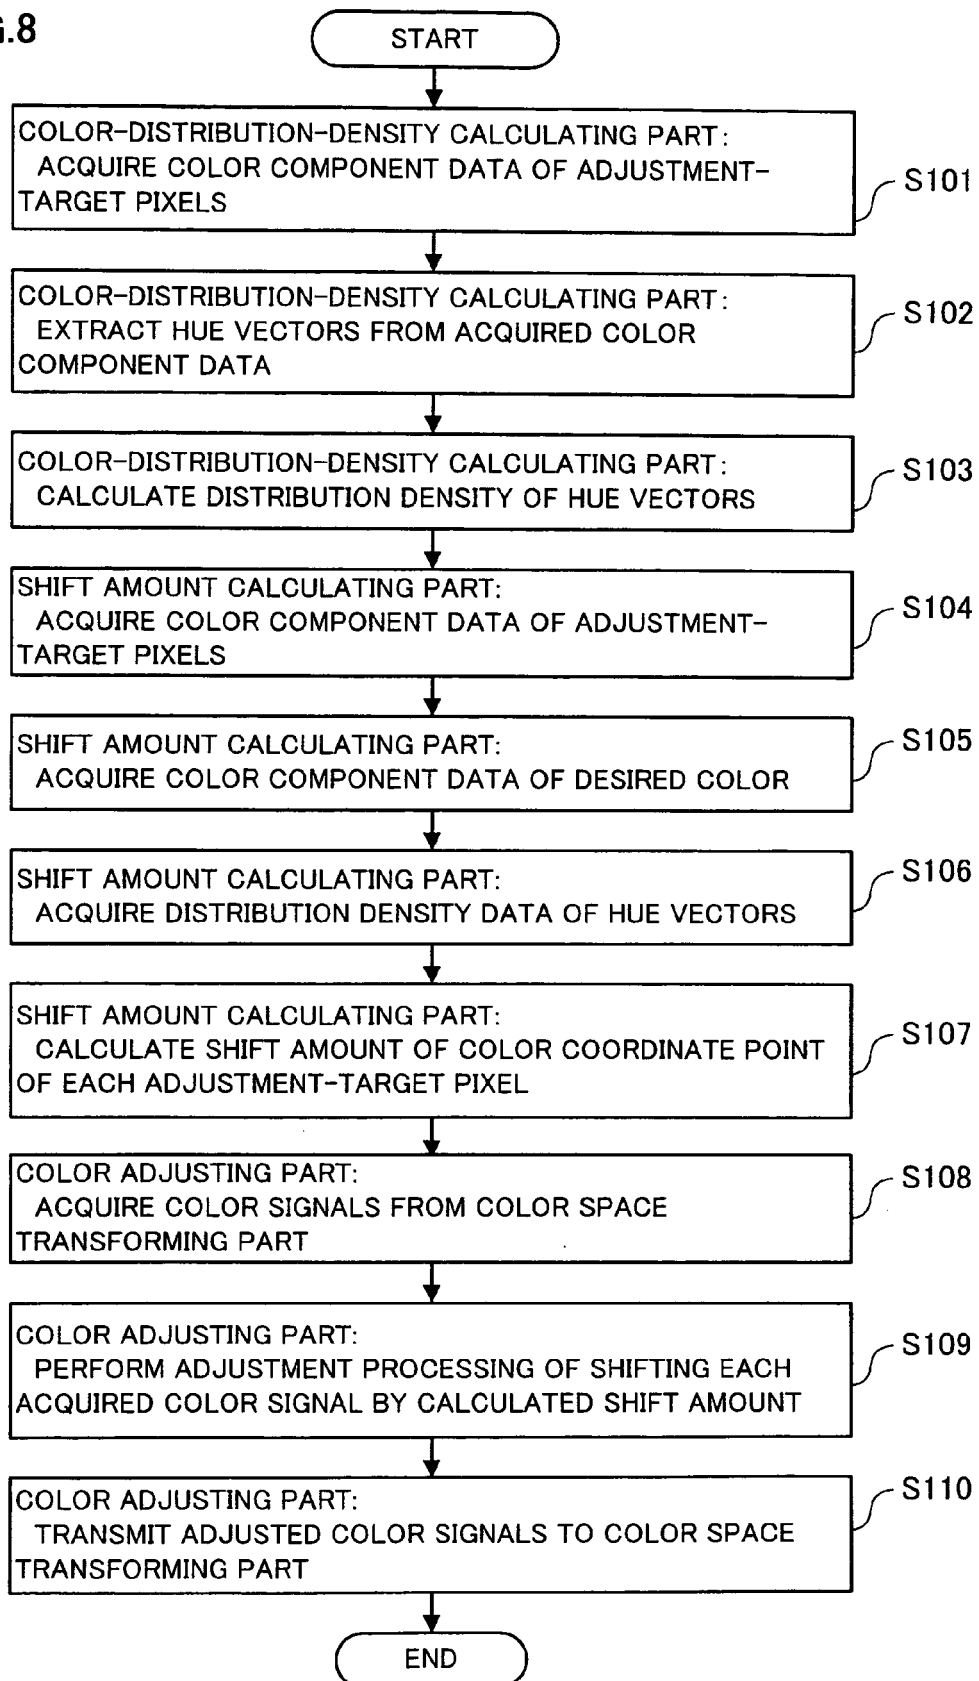 G.8
START
COLOR-DISTRIBUTION-DENSITY CALCULATING PART:
ACQUIRE COLOR COMPONENT DATA OF ADJUSTMENT-
TARGET PIXELS
S101
COLOR-DISTRIBUTION-DENSITY CALCULATING PART:
EXTRACT HUE VECTORS FROM ACQUIRED COLOR
COMPONENT DATA
S102
COLOR-DISTRIBUTION-DENSITY CALCULATING PART:
CALCULATE DISTRIBUTION DENSITY OF HUE VECTORS
S103
SHIFT AMOUNT CALCULATING PART:
ACQUIRE COLOR COMPONENT DATA OF ADJUSTMENT-
TARGET PIXELS
S104
SHIFT AMOUNT CALCULATING PART:
ACQUIRE COLOR COMPONENT DATA OF DESIRED COLOR
S105
SHIFT AMOUNT CALCULATING PART:
ACQUIRE DISTRIBUTION DENSITY DATA OF HUE VECTORS
S106
SHIFT AMOUNT CALCULATING PART:
CALCULATE SHIFT AMOUNT OF COLOR COORDINATE POINT
OF EACH ADJUSTMENT-TARGET PIXEL
S107
COLOR ADJUSTING PART:
ACQUIRE COLOR SIGNALS FROM COLOR SPACE
TRANSFORMING PART
S108
COLOR ADJUSTING PART:
PERFORM ADJUSTMENT PROCESSING OF SHIFTING EACH
ACQUIRED COLOR SIGNAL BY CALCULATED SHIFT AMOUNT
S109
COLOR ADJUSTING PART:
TRANSMIT ADJUSTED COLOR SIGNALS TO COLOR SPACE
TRANSFORMING PART
S110
END